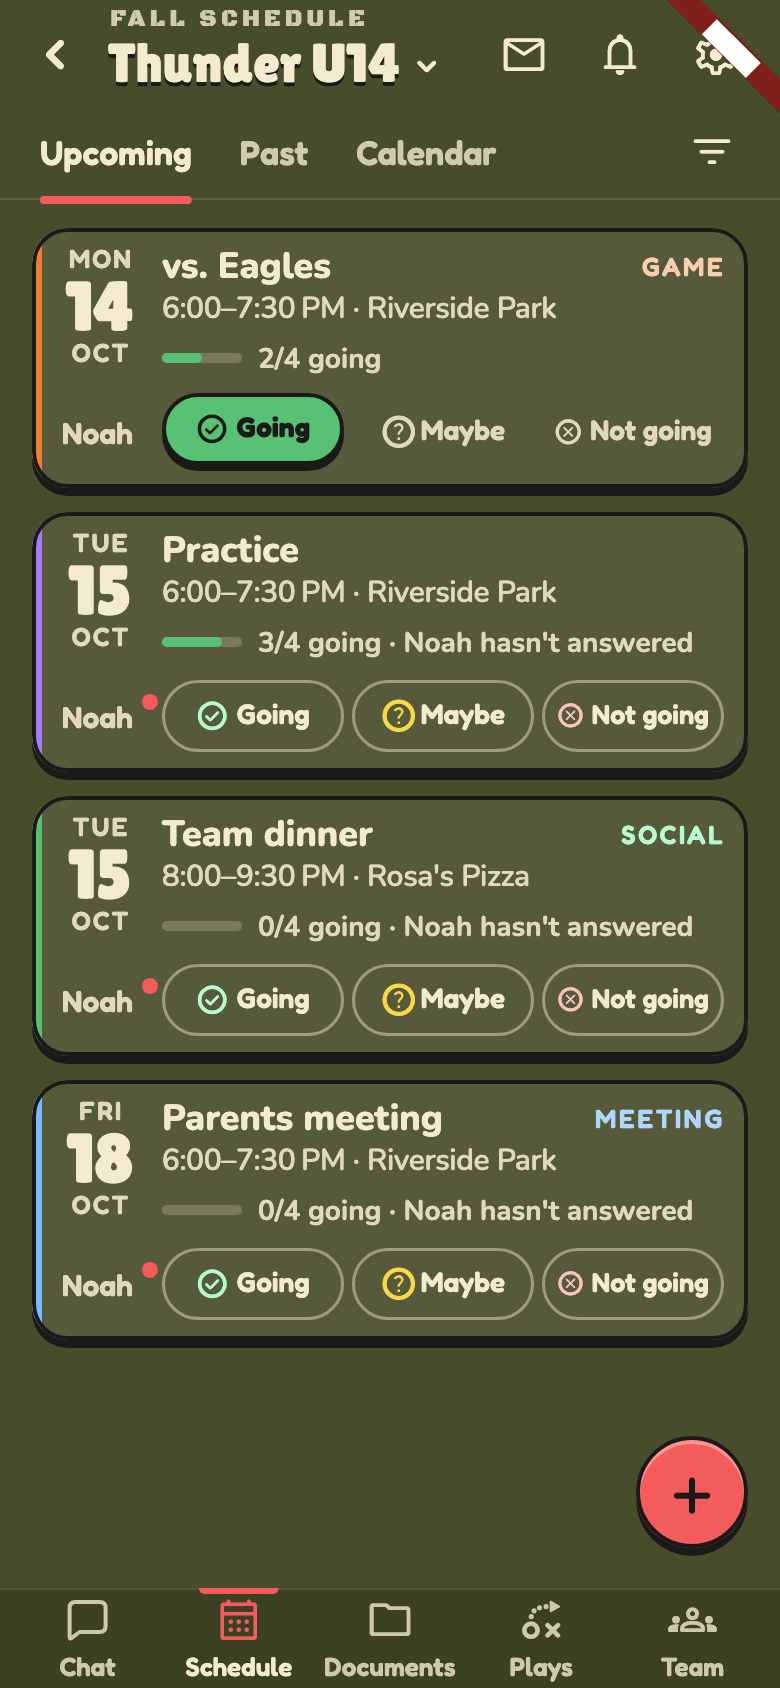 FALL SCHEDULE
Thunder U14
Upcoming Past Calendar
MON
14
OCT
vs. Eagles
GAME
6:00–7:30 PM · Riverside Park
2/4 going
Noah Going Maybe Not going
TUE
15
OCT
Practice
6:00–7:30 PM · Riverside Park
3/4 going · Noah hasn't answered
Noah Going Maybe Not going
TUE
15
OCT
Team dinner
SOCIAL
8:00–9:30 PM · Rosa's Pizza
0/4 going · Noah hasn't answered
Noah Going Maybe Not going
FRI
18
OCT
Parents meeting
MEETING
6:00–7:30 PM · Riverside Park
0/4 going · Noah hasn't answered
Noah Going Maybe Not going
Chat Schedule Documents Plays Team